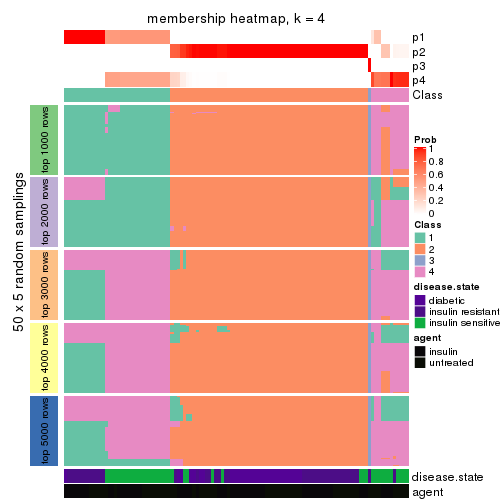 membership heatmap, k = 4
p1
p2
p3
p4
Class
50 x 5 random samplings
top 1000 rows
top 2000 rows
top 3000 rows
top 4000 rows
top 5000 rows
Prob
1
0.8
0.6
0.4
0.2
0
Class
1
2
3
4
disease.state
diabetic
insulin resistant
insulin sensitive
agent
insulin
untreated
disease.state
agent